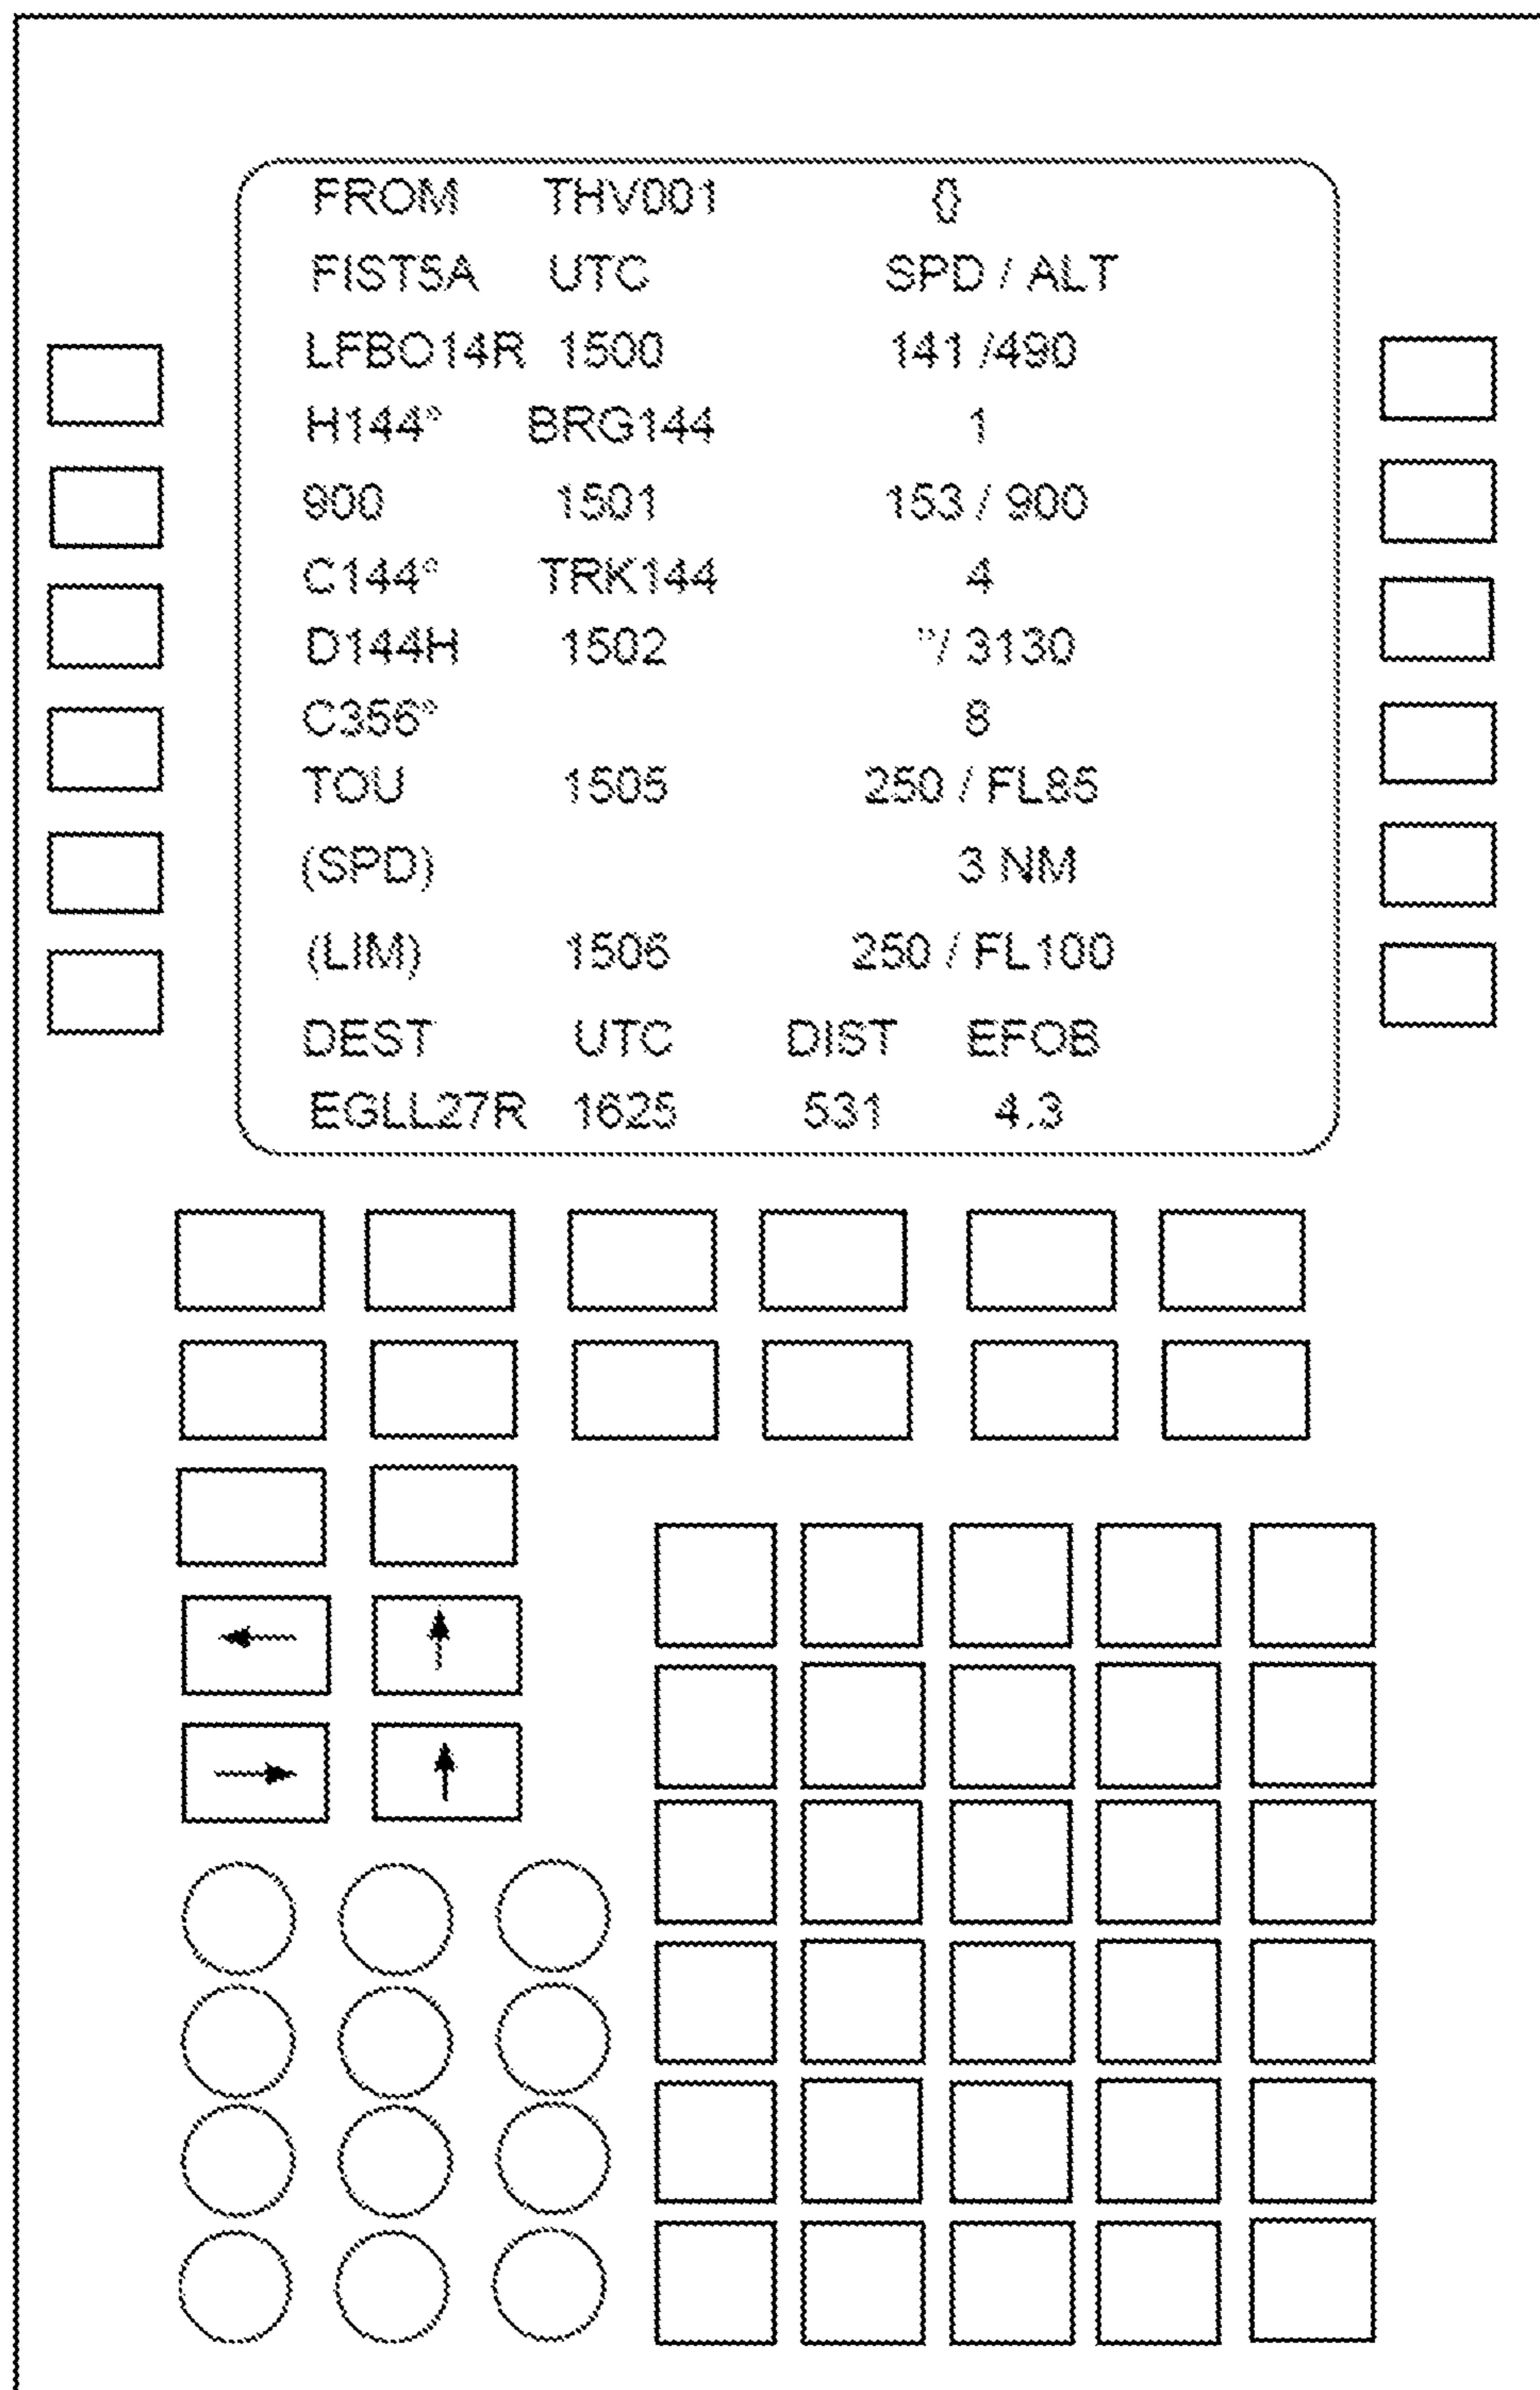 FROM THV001 0
FIST5A UTC SPD / ALT
LFBO14R 1500 141 /490
H144° BRG144 1
900 1501 153 / 900
C144° TRK144 4
D144H 1502 "/ 3130
C356° 8
TOU 1505 250 / FL85
(SPD) 3 NM
(LIM) 1506 250 / FL100
DEST UTC DIST EFOB
EGLL27R 1625 531 4.3